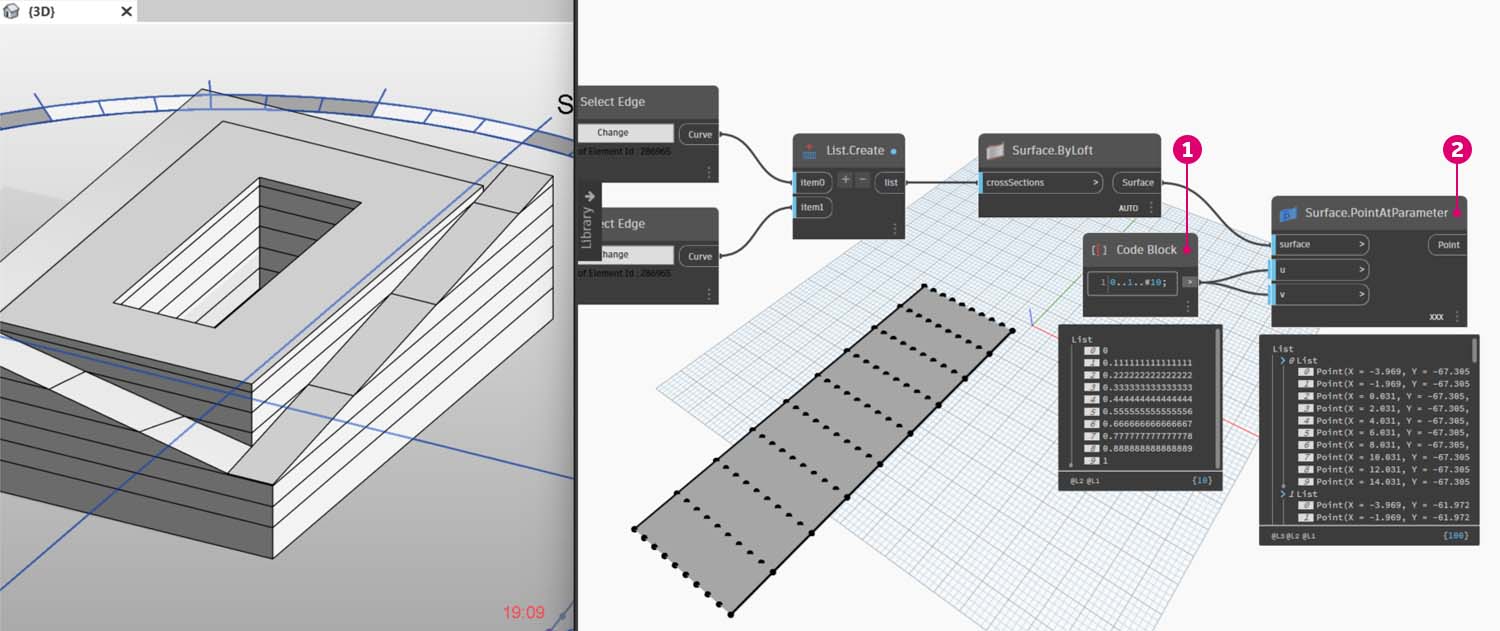 {3D}
19:09
S
Select Edge
Change
Curve
of Element Id : 286965
Library
ect Edge
hange
Curve
of Element Id : 286965
List.Create
item0
+
−
list
item1
Surface.ByLoft
crossSections
>
Surface
AUTO
1
Code Block
1
0..1..#10;
>
List
0 0
1 0.111111111111111
2 0.222222222222222
3 0.333333333333333
4 0.444444444444444
5 0.555555555555556
6 0.666666666666667
7 0.777777777777778
8 0.888888888888889
9 1
@L2 @L1
{10}
2
Surface.PointAtParameter
surface
>
Point
u
>
v
>
XXX
List
0 List
0 Point(X = -3.969, Y = -67.305
1 Point(X = -1.969, Y = -67.305
2 Point(X = 0.031, Y = -67.305,
3 Point(X = 2.031, Y = -67.305,
4 Point(X = 4.031, Y = -67.305,
5 Point(X = 6.031, Y = -67.305,
6 Point(X = 8.031, Y = -67.305,
7 Point(X = 10.031, Y = -67.305
8 Point(X = 12.031, Y = -67.305
9 Point(X = 14.031, Y = -67.305
1 List
0 Point(X = -3.969, Y = -61.972
1 Point(X = -1.969, Y = -61.972
@L3 @L2 @L1
{100}